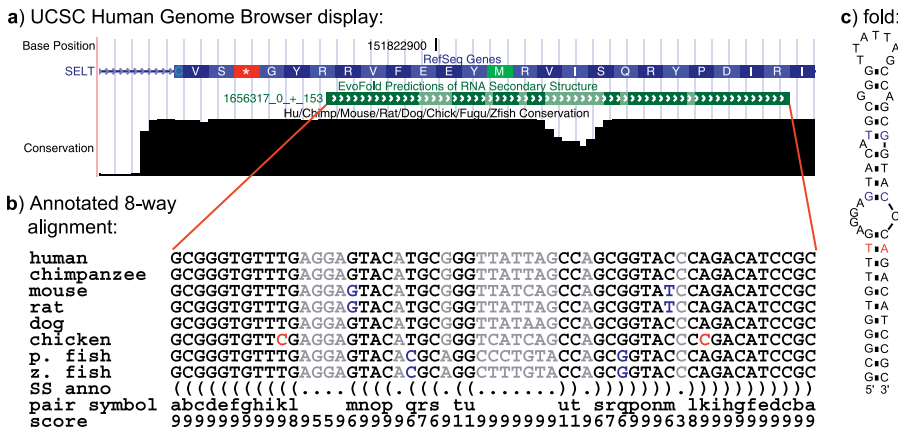 a) UCSC Human Genome Browser display:
Base Position
151822900
RefSeq Genes
SELT
V S * G Y R R V F E E Y M R V I S Q R Y P D I R I
EvoFold Predictions of RNA Secondary Structure
1656317_0_+_153
Hu/Chimp/Mouse/Rat/Dog/Chick/Fugu/Zfish Conservation
Conservation
b) Annotated 8-way
alignment:
human GCGGGTGTTTGAGGAGTACATGCGGGTTATTAGCCAGCGGTACCCAGACATCCGC
chimpanzee GCGGGTGTTTGAGGAGTACATGCGGGTTATTAGCCAGCGGTACCCAGACATCCGC
mouse GCGGGTGTTTGAGGAGTACATGCGGGTTATCAGCCAGCGGTATCCAGACATCCGC
rat GCGGGTGTTTGAGGAGTACATGCGGGTTATCAGCCAGCGGTATCCAGACATCCGC
dog GCGGGTGTTTGAGGAGTACATGCGGGTTATAAGCCAGCGGTACCCAGACATCCGC
chicken GCGGGTGTTCGAGGAGTACATGCGGGTCATCAGCCAGCGGTACCCCGACATCCGC
p. fish GCGGGTGTTTGAGGAGTACACGCAGGCCCTGTACCAGCGGTACCCAGACATCCGC
z. fish GCGGGTGTTTGAGGAGTACACGCAGGCTTTGTACCAGCGGTACCCAGACATCCGC
SS anno
pair symbol abcdefghikl mnop qrs tu ut srqponm lkihgfedcba
score
c) fold:
5' 3'